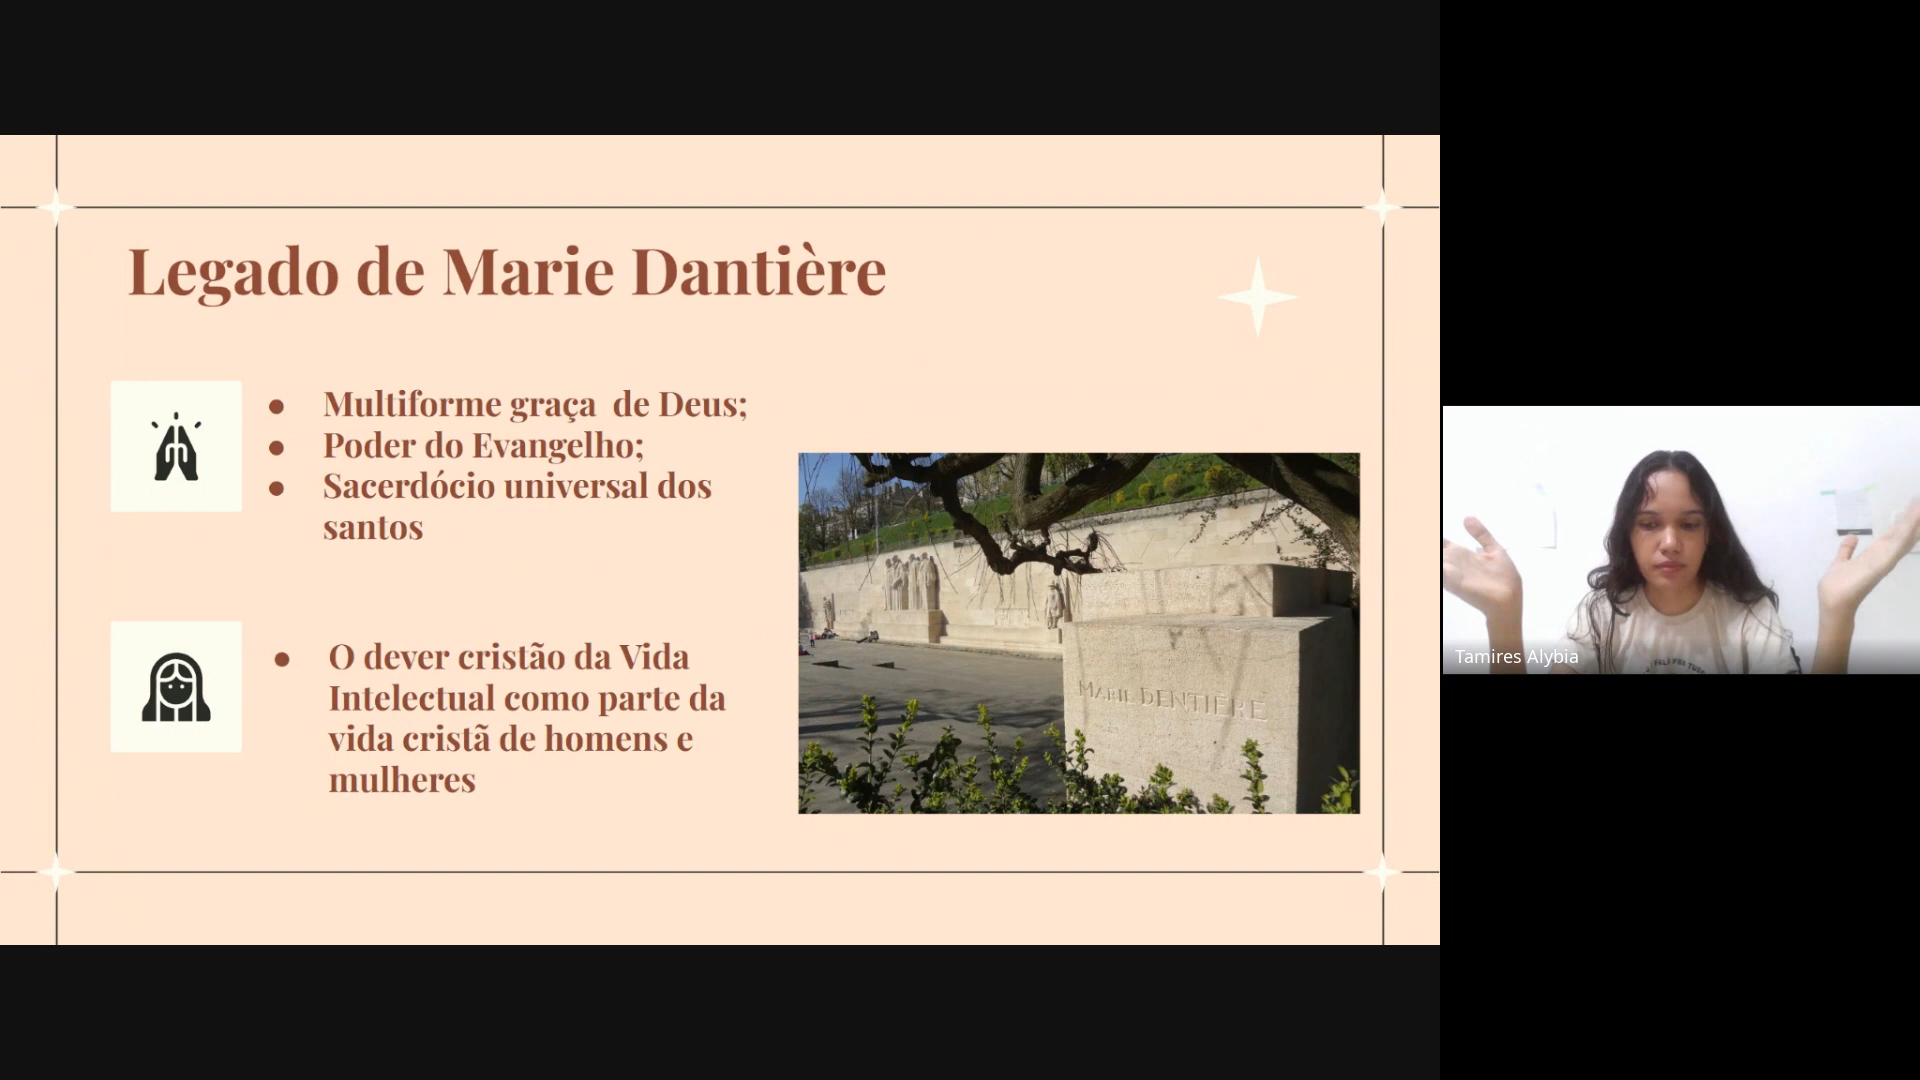 Legado de Marie Dantière
Multiforme graça de Deus;
Poder do Evangelho;
Sacerdócio universal dos
santos
O dever cristão da Vida
Intelectual como parte da
vida cristã de homens e
mulheres
MARIE DENTIÈRE
Tamires Alybia